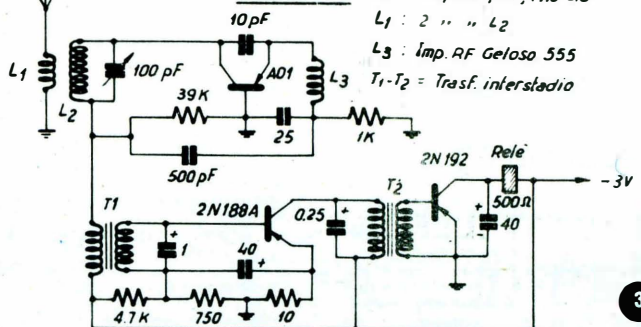 10 pF
L1 : 2 " " L2
L3 : Imp. RF Geloso 555
T1-T2 = Trasf. interstadio
L1
L2
100 pF
A01
L3
39K
25
1K
500 pF
2N192
Relè
-3V
T1
2N188A
0.25
+
T2
500Ω
+
40
-
+
1
40
+
4.7K
750
10
3